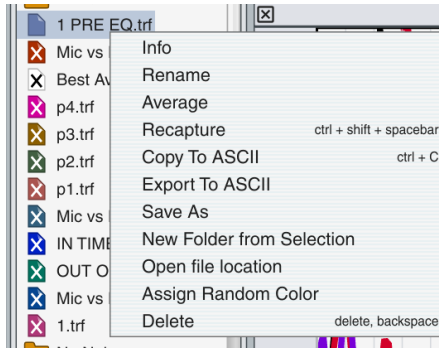 1 PRE EQ.trf
Mic vs
Best Av
p4.trf
p3.trf
p2.trf
p1.trf
Mic vs
IN TIME
OUT O
Mic vs
1.trf
Info
Rename
Average
Recapture ctrl + shift + spacebar
Copy To ASCII ctrl + C
Export To ASCII
Save As
New Folder from Selection
Open file location
Assign Random Color
Delete delete, backspace